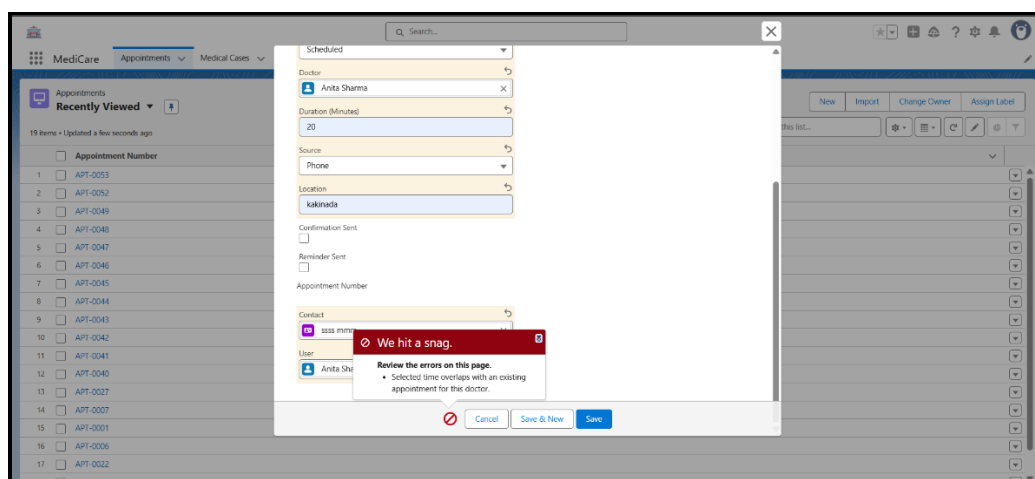 Search...
MediCare
Appointments
Medical Cases
Appointments
Recently Viewed
19 items • Updated a few seconds ago
New
Import
Change Owner
Assign Label
this list...
Appointment Number
1 APT-0053
2 APT-0052
3 APT-0049
4 APT-0048
5 APT-0047
6 APT-0046
7 APT-0045
8 APT-0044
9 APT-0043
10 APT-0042
11 APT-0041
12 APT-0040
13 APT-0027
14 APT-0007
15 APT-0001
16 APT-0006
17 APT-0022
Scheduled
Doctor
Anita Sharma
Duration (Minutes)
20
Source
Phone
Location
kakinada
Confirmation Sent
Reminder Sent
Appointment Number
Contact
ssss mmm
User
Anita Sha
We hit a snag.
Review the errors on this page.
• Selected time overlaps with an existing
appointment for this doctor.
Cancel
Save & New
Save